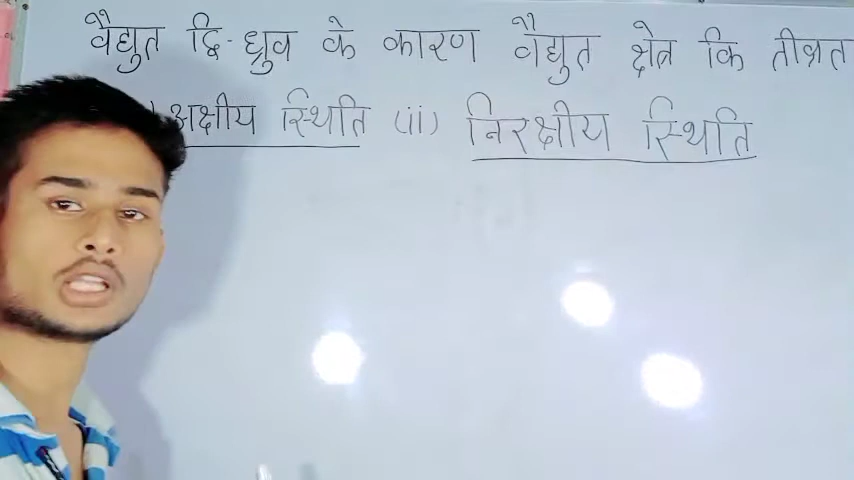 वैद्युत द्वि-ध्रुव के कारण वैद्युत क्षेत्र कि तीव्रत
अक्षीय स्थिति (ii) निरक्षीय स्थिति